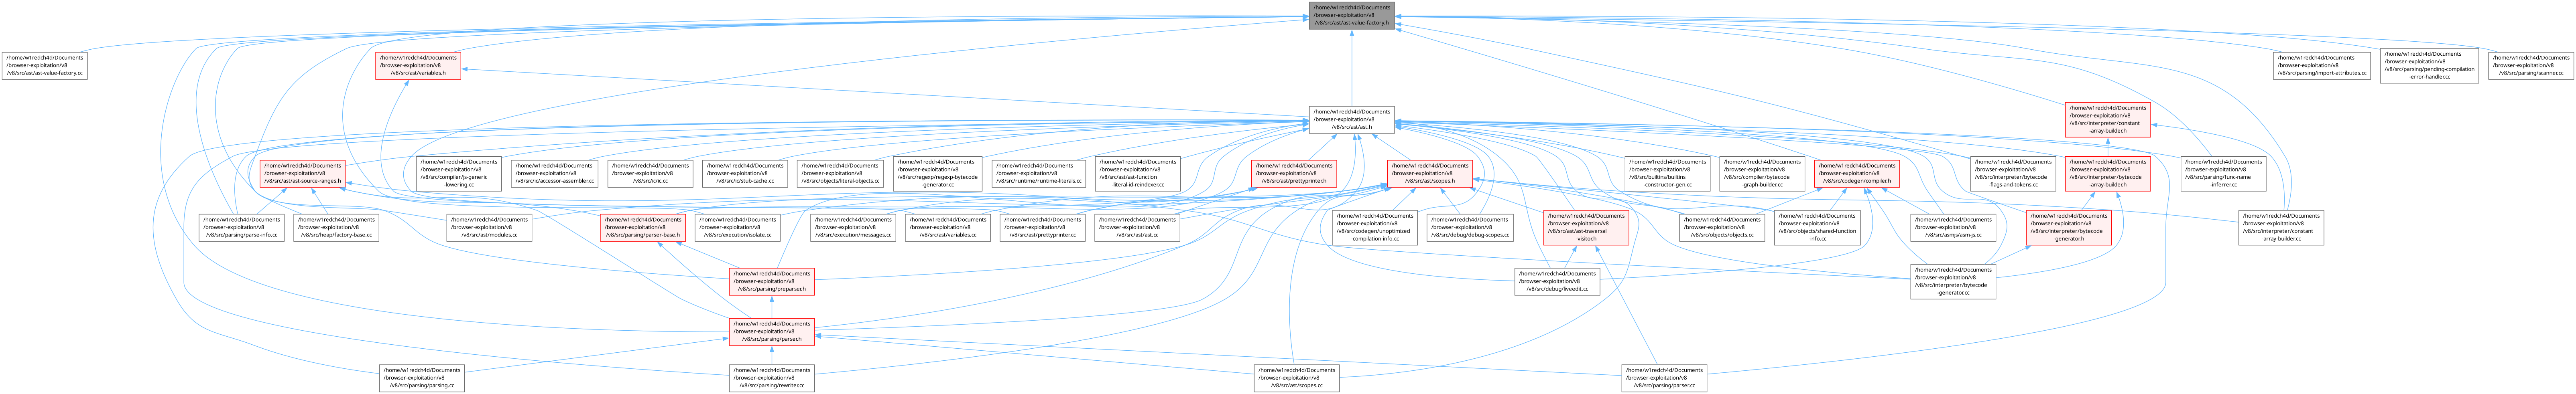 /home/w1redch4d/Documents
/browser-exploitation/v8
/v8/src/ast/ast-value-factory.h
/home/w1redch4d/Documents
/browser-exploitation/v8
/v8/src/ast/ast-value-factory.cc
/home/w1redch4d/Documents
/browser-exploitation/v8
/v8/src/ast/variables.h
/home/w1redch4d/Documents
/browser-exploitation/v8
/v8/src/parsing/import-attributes.cc
/home/w1redch4d/Documents
/browser-exploitation/v8
/v8/src/parsing/pending-compilation
-error-handler.cc
/home/w1redch4d/Documents
/browser-exploitation/v8
/v8/src/parsing/scanner.cc
/home/w1redch4d/Documents
/browser-exploitation/v8
/v8/src/ast/ast.h
/home/w1redch4d/Documents
/browser-exploitation/v8
/v8/src/interpreter/constant
-array-builder.h
/home/w1redch4d/Documents
/browser-exploitation/v8
/v8/src/ast/ast-source-ranges.h
/home/w1redch4d/Documents
/browser-exploitation/v8
/v8/src/compiler/js-generic
-lowering.cc
/home/w1redch4d/Documents
/browser-exploitation/v8
/v8/src/ic/accessor-assembler.cc
/home/w1redch4d/Documents
/browser-exploitation/v8
/v8/src/ic/ic.cc
/home/w1redch4d/Documents
/browser-exploitation/v8
/v8/src/ic/stub-cache.cc
/home/w1redch4d/Documents
/browser-exploitation/v8
/v8/src/objects/literal-objects.cc
/home/w1redch4d/Documents
/browser-exploitation/v8
/v8/src/regexp/regexp-bytecode
-generator.cc
/home/w1redch4d/Documents
/browser-exploitation/v8
/v8/src/runtime/runtime-literals.cc
/home/w1redch4d/Documents
/browser-exploitation/v8
/v8/src/ast/ast-function
-literal-id-reindexer.cc
/home/w1redch4d/Documents
/browser-exploitation/v8
/v8/src/ast/prettyprinter.h
/home/w1redch4d/Documents
/browser-exploitation/v8
/v8/src/ast/scopes.h
/home/w1redch4d/Documents
/browser-exploitation/v8
/v8/src/builtins/builtins
-constructor-gen.cc
/home/w1redch4d/Documents
/browser-exploitation/v8
/v8/src/compiler/bytecode
-graph-builder.cc
/home/w1redch4d/Documents
/browser-exploitation/v8
/v8/src/codegen/compiler.h
/home/w1redch4d/Documents
/browser-exploitation/v8
/v8/src/interpreter/bytecode
-flags-and-tokens.cc
/home/w1redch4d/Documents
/browser-exploitation/v8
/v8/src/interpreter/bytecode
-array-builder.h
/home/w1redch4d/Documents
/browser-exploitation/v8
/v8/src/parsing/func-name
-inferrer.cc
/home/w1redch4d/Documents
/browser-exploitation/v8
/v8/src/parsing/parse-info.cc
/home/w1redch4d/Documents
/browser-exploitation/v8
/v8/src/heap/factory-base.cc
/home/w1redch4d/Documents
/browser-exploitation/v8
/v8/src/ast/modules.cc
/home/w1redch4d/Documents
/browser-exploitation/v8
/v8/src/parsing/parser-base.h
/home/w1redch4d/Documents
/browser-exploitation/v8
/v8/src/execution/isolate.cc
/home/w1redch4d/Documents
/browser-exploitation/v8
/v8/src/execution/messages.cc
/home/w1redch4d/Documents
/browser-exploitation/v8
/v8/src/ast/variables.cc
/home/w1redch4d/Documents
/browser-exploitation/v8
/v8/src/ast/prettyprinter.cc
/home/w1redch4d/Documents
/browser-exploitation/v8
/v8/src/ast/ast.cc
/home/w1redch4d/Documents
/browser-exploitation/v8
/v8/src/codegen/unoptimized
-compilation-info.cc
/home/w1redch4d/Documents
/browser-exploitation/v8
/v8/src/debug/debug-scopes.cc
/home/w1redch4d/Documents
/browser-exploitation/v8
/v8/src/ast/ast-traversal
-visitor.h
/home/w1redch4d/Documents
/browser-exploitation/v8
/v8/src/objects/objects.cc
/home/w1redch4d/Documents
/browser-exploitation/v8
/v8/src/objects/shared-function
-info.cc
/home/w1redch4d/Documents
/browser-exploitation/v8
/v8/src/asmjs/asm-js.cc
/home/w1redch4d/Documents
/browser-exploitation/v8
/v8/src/interpreter/bytecode
-generator.h
/home/w1redch4d/Documents
/browser-exploitation/v8
/v8/src/interpreter/constant
-array-builder.cc
/home/w1redch4d/Documents
/browser-exploitation/v8
/v8/src/parsing/preparser.h
/home/w1redch4d/Documents
/browser-exploitation/v8
/v8/src/debug/liveedit.cc
/home/w1redch4d/Documents
/browser-exploitation/v8
/v8/src/interpreter/bytecode
-generator.cc
/home/w1redch4d/Documents
/browser-exploitation/v8
/v8/src/parsing/parser.h
/home/w1redch4d/Documents
/browser-exploitation/v8
/v8/src/parsing/parsing.cc
/home/w1redch4d/Documents
/browser-exploitation/v8
/v8/src/parsing/rewriter.cc
/home/w1redch4d/Documents
/browser-exploitation/v8
/v8/src/ast/scopes.cc
/home/w1redch4d/Documents
/browser-exploitation/v8
/v8/src/parsing/parser.cc